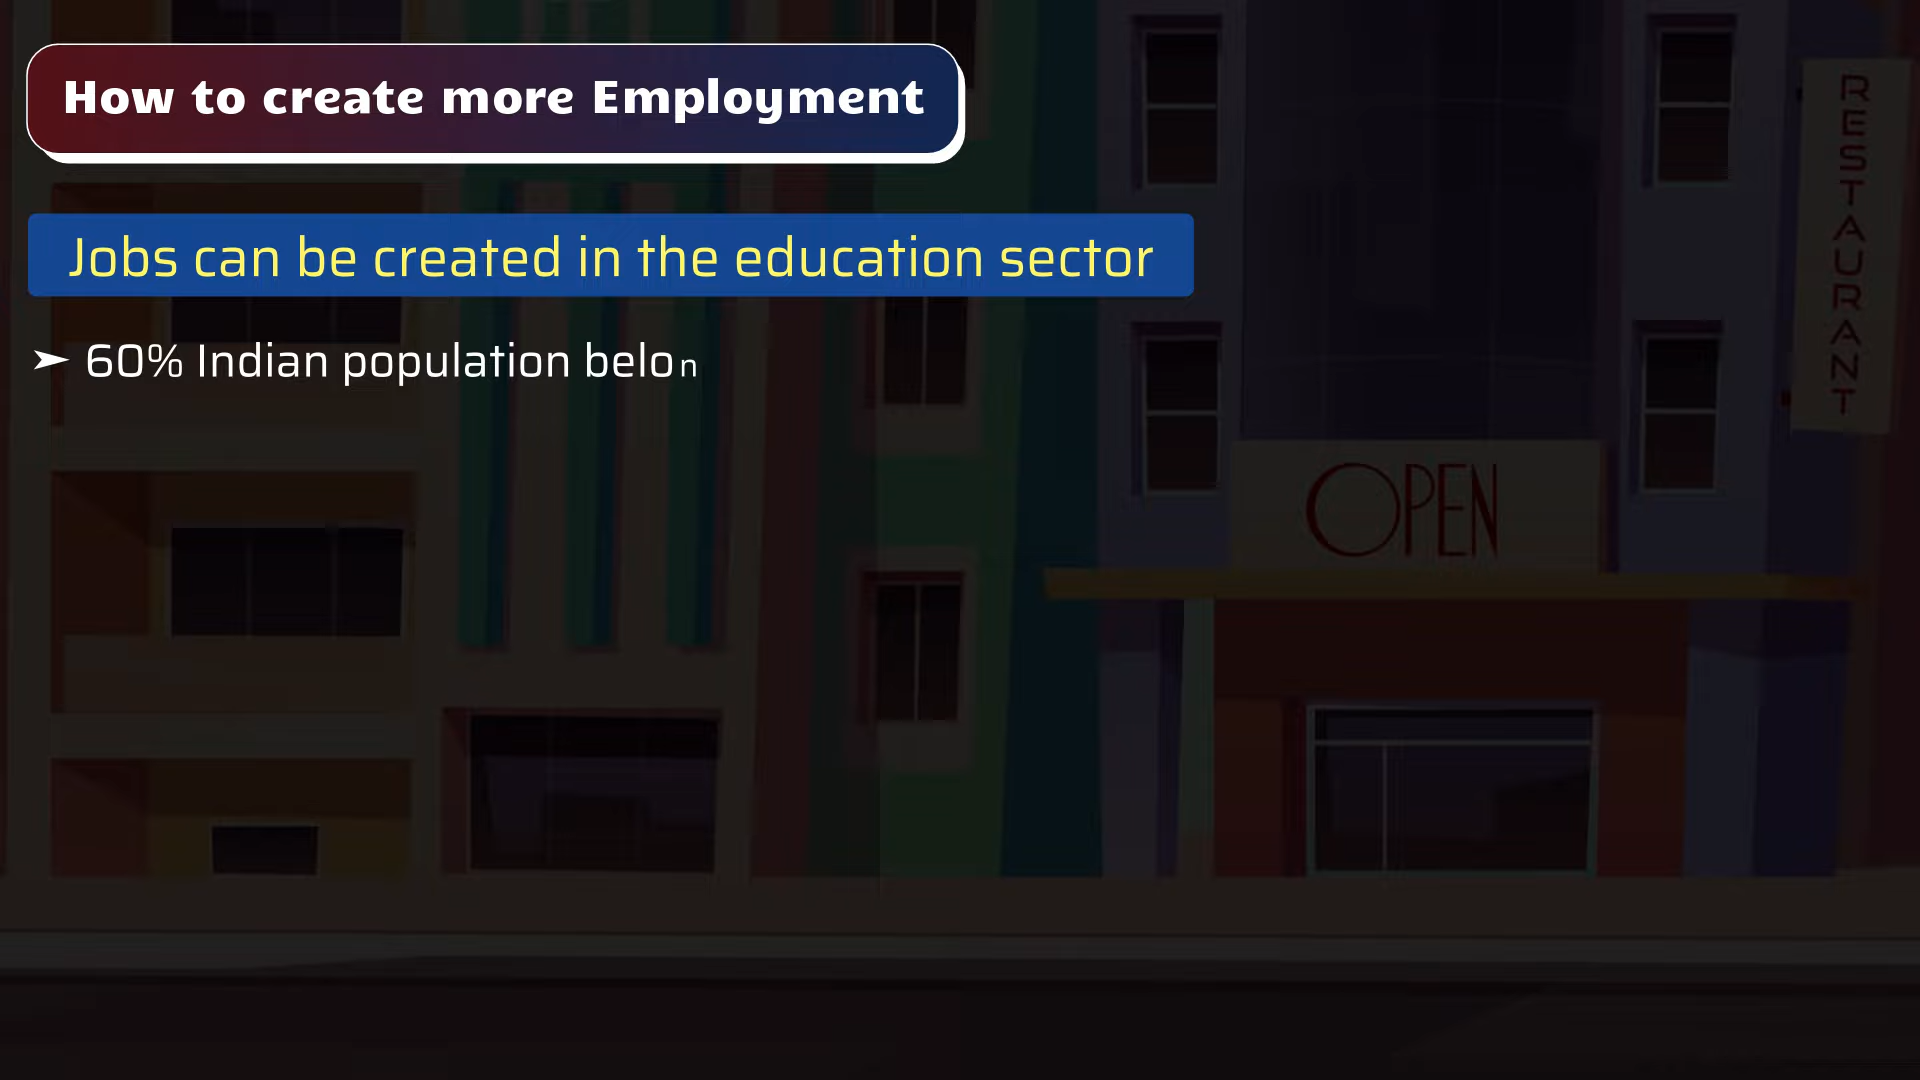 How to create more Employment
Jobs can be created in the education sector
➢ 60% Indian population belon
OPEN
RESTAURANT